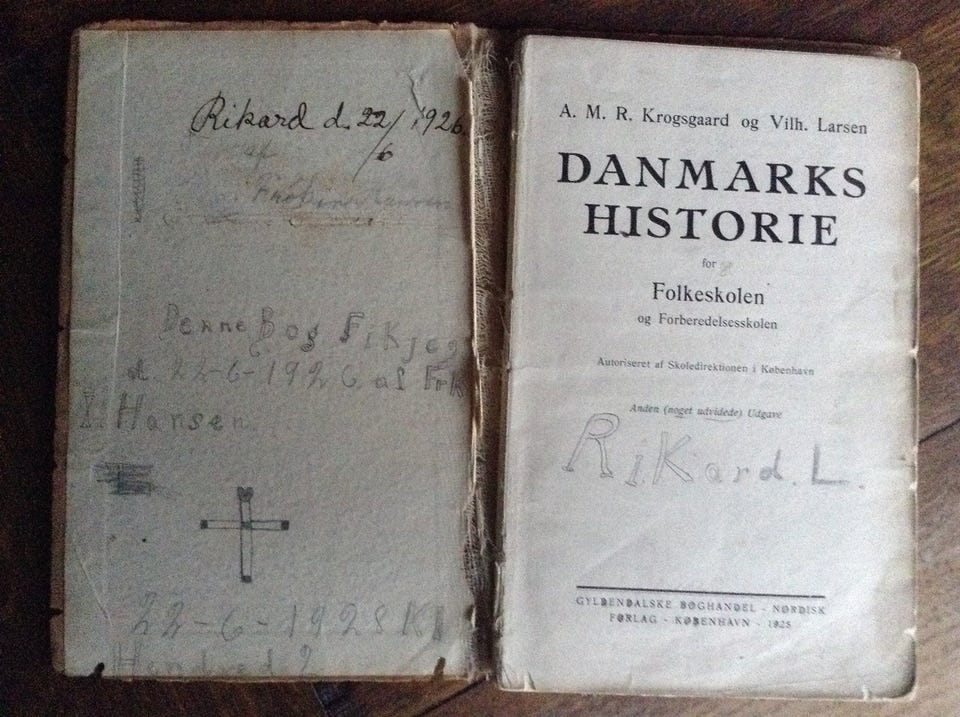 Rikard d. 22/6 1926
af
Denne Bog Fik jeg
d. 22-6-1926 af Frk
I. Hansen.
22-6-1928 Kl
A. M. R. Krogsgaard og Vilh. Larsen
DANMARKS
HISTORIE
for
Folkeskolen
og Forberedelsesskolen
Autoriseret af Skoledirektionen i København
Anden (noget udvidede) Udgave
Rikard. L.
GYLDENDALSKE BOGHANDEL - NORDISK
FORLAG - KØBENHAVN - 1925